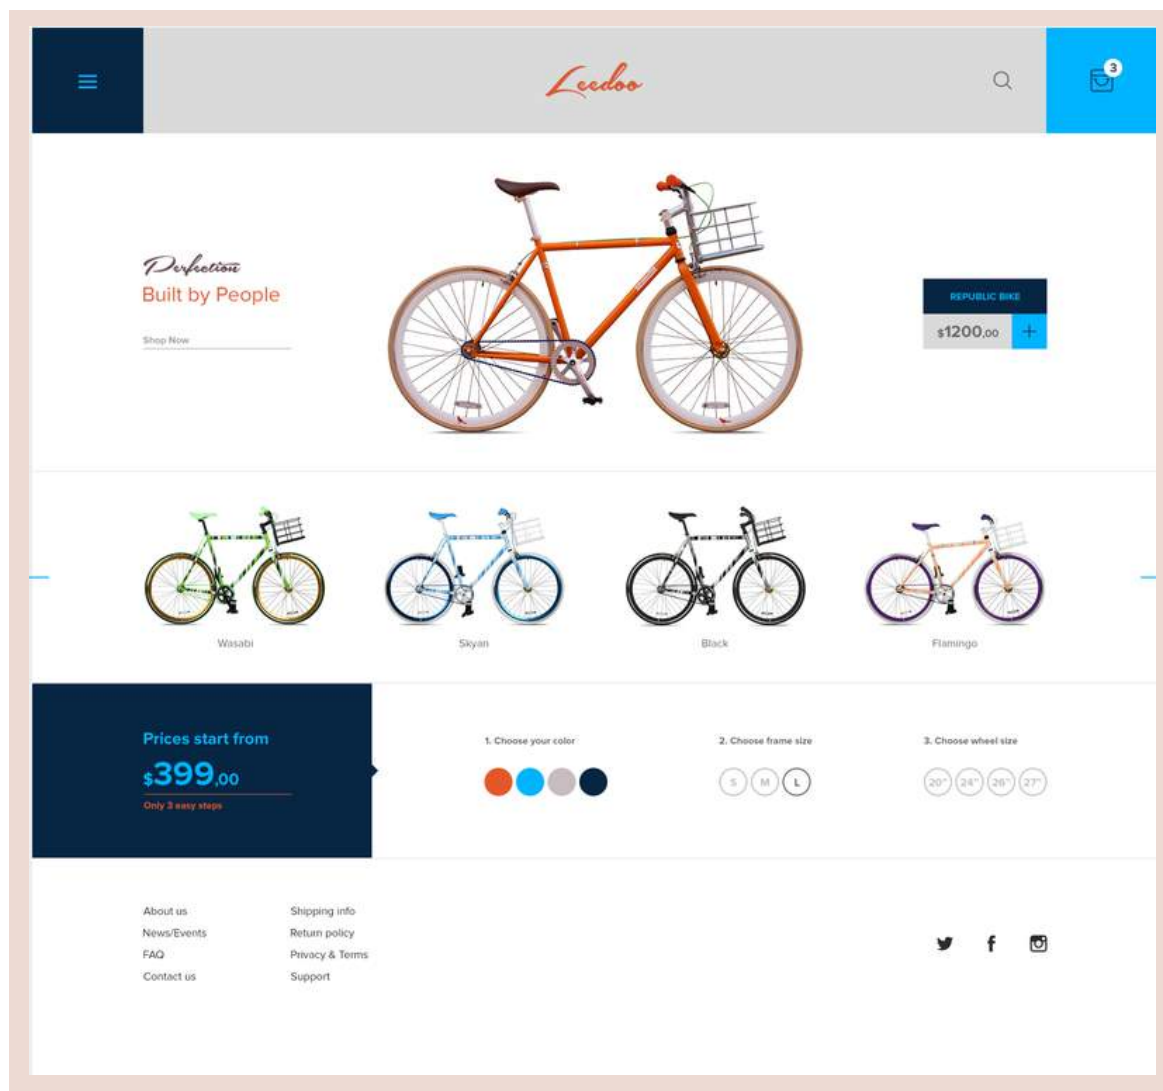 Leedoo
3
Perfection
Built by People
Shop Now
REPUBLIC BIKE
$1200,00
+
Wasabi
Skyan
Black
Flamingo
Prices start from
$399,00
Only 3 easy steps
1. Choose your color
2. Choose frame size
S M L
3. Choose wheel size
20" 24" 26" 27"
About us
News/Events
FAQ
Contact us
Shipping info
Return policy
Privacy & Terms
Support